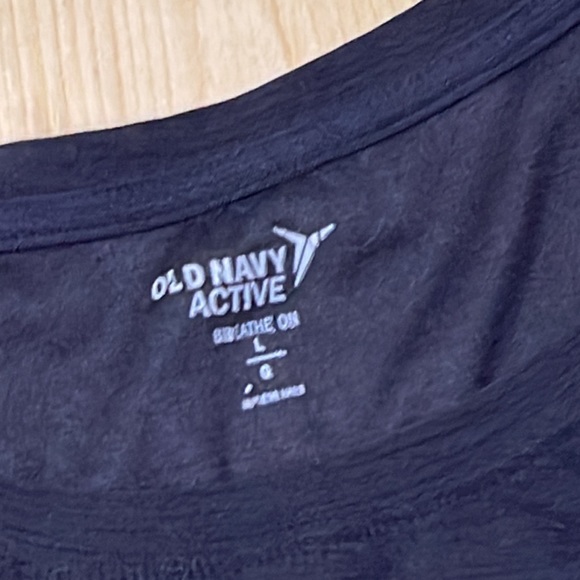 OLD NAVY
ACTIVE
BREATHE ON
L
G